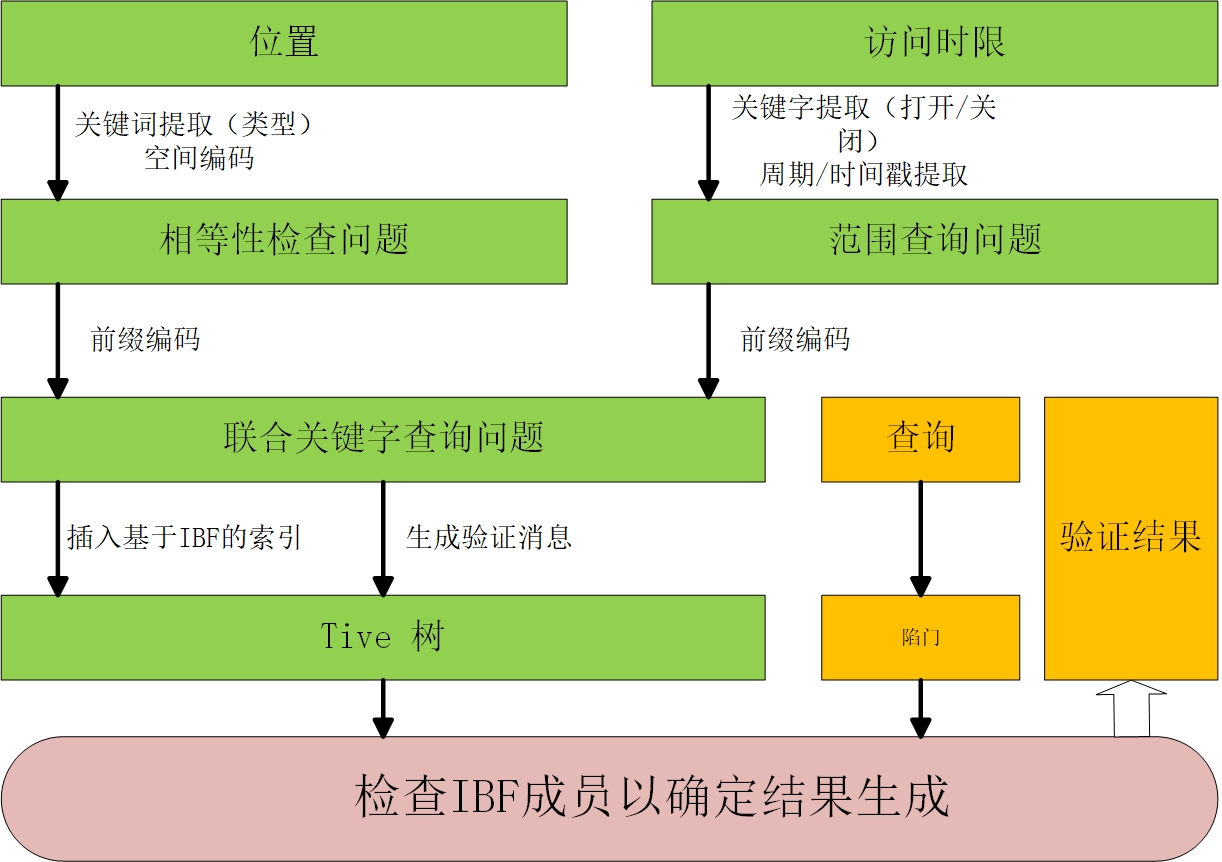 位置
访问时限
关键词提取（类型）
空间编码
关键字提取（打开/关
闭）
周期/时间戳提取
相等性检查问题
范围查询问题
前缀编码
前缀编码
联合关键字查询问题
查询
验证结果
插入基于IBF的索引
生成验证消息
Tive 树
陷门
检查IBF成员以确定结果生成